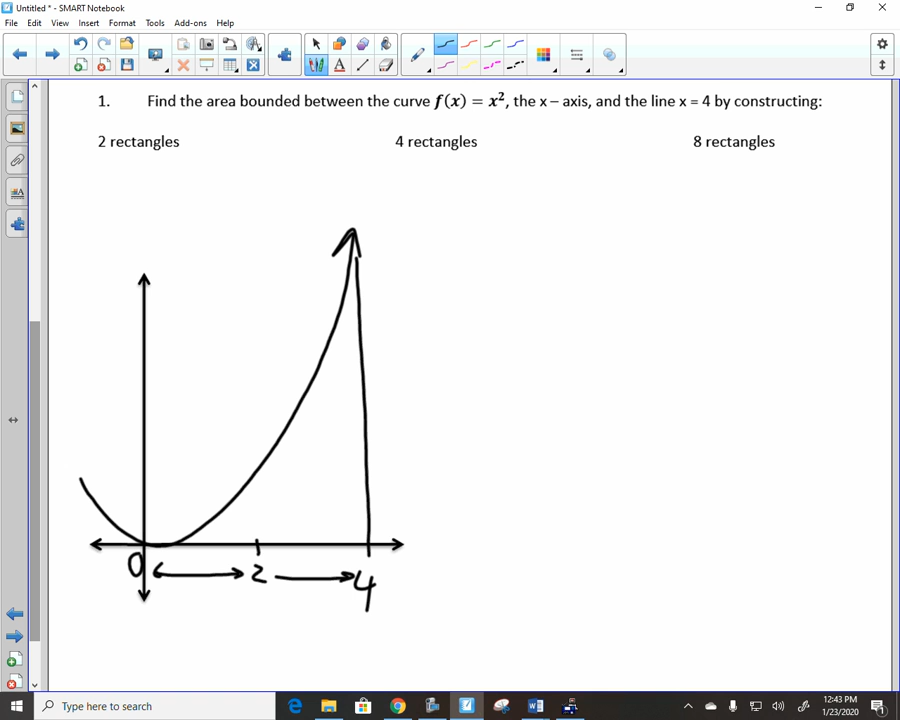 Untitled * - SMART Notebook
File Edit View Insert Format Tools Add-ons Help
1. Find the area bounded between the curve f(x) = x², the x – axis, and the line x = 4 by constructing:
2 rectangles 4 rectangles 8 rectangles
0 2 4
Type here to search
12:43 PM
1/23/2020
1